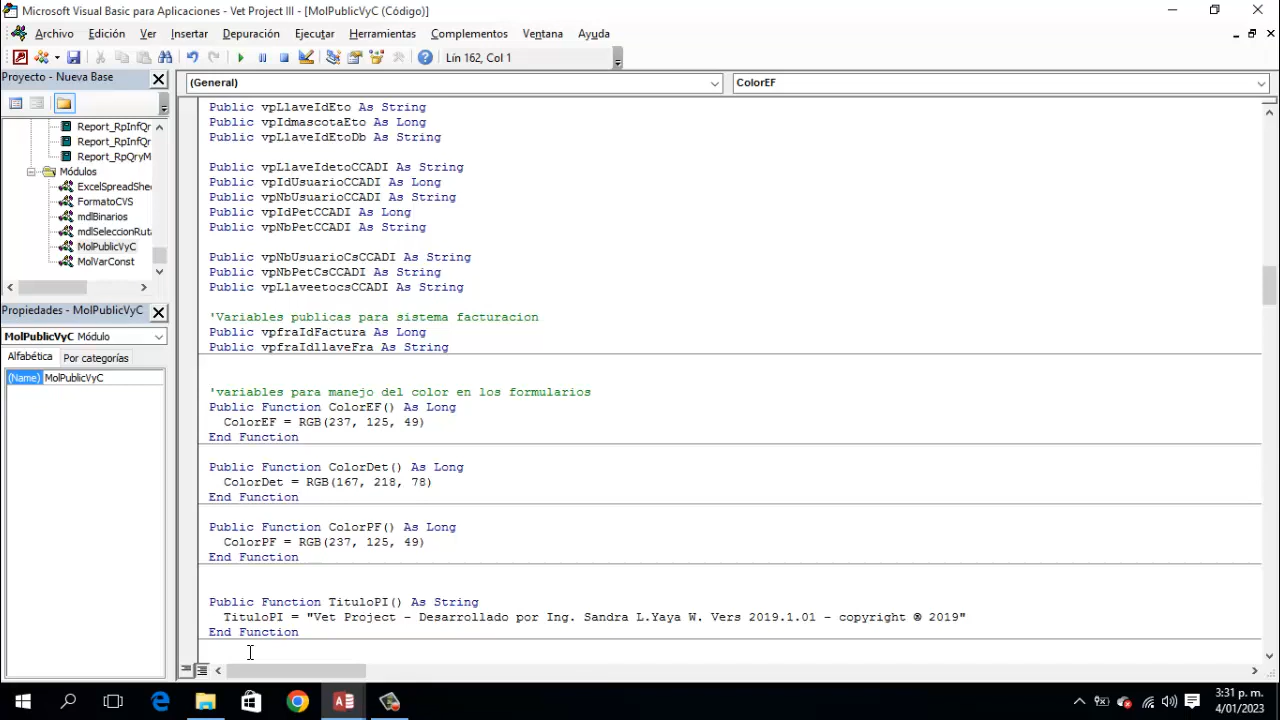 Microsoft Visual Basic para Aplicaciones - Vet Project III - [MolPublicVyC (Código)]
Archivo Edición Ver Insertar Depuración Ejecutar Herramientas Complementos Ventana Ayuda
Lín 162, Col 1
Proyecto - Nueva Base
(General)
ColorEF
Report_RpInfQr
Report_RpInfQr
Report_RpQryM
Módulos
ExcelSpreadShe
FormatoCVS
mdlBinarios
mdlSeleccionRuta
MolPublicVyC
MolVarConst
Propiedades - MolPublicVyC
MolPublicVyC Módulo
Alfabética Por categorías
(Name) MolPublicVyC
Public vpLlaveIdEto As String
Public vpIdmascotaEto As Long
Public vpLlaveIdEtoDb As String
Public vpLlaveIdetoCCADI As String
Public vpIdUsuarioCCADI As Long
Public vpNbUsuarioCCADI As String
Public vpIdPetCCADI As Long
Public vpNbPetCCADI As String
Public vpNbUsuarioCsCCADI As String
Public vpNbPetCsCCADI As String
Public vpLlaveetocsCCADI As String
'Variables publicas para sistema facturacion
Public vpfraIdFactura As Long
Public vpfraIdllaveFra As String
'variables para manejo del color en los formularios
Public Function ColorEF() As Long
ColorEF = RGB(237, 125, 49)
End Function
Public Function ColorDet() As Long
ColorDet = RGB(167, 218, 78)
End Function
Public Function ColorPF() As Long
ColorPF = RGB(237, 125, 49)
End Function
Public Function TituloPI() As String
TituloPI = "Vet Project - Desarrollado por Ing. Sandra L.Yaya W. Vers 2019.1.01 - copyright ® 2019"
End Function
3:31 p. m.
4/01/2023